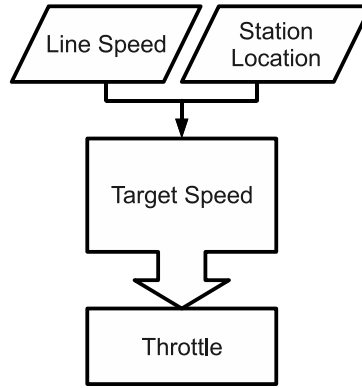 Line Speed
Station
Location
Target Speed
Throttle